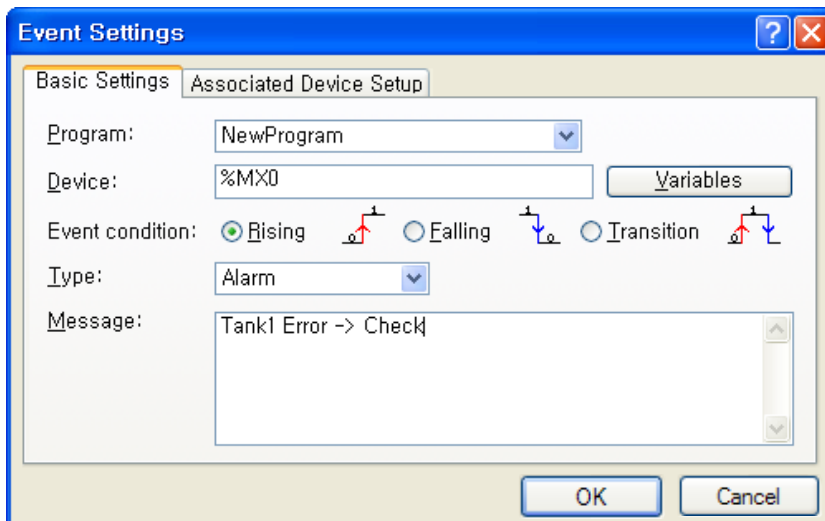 Event Settings
Basic Settings Associated Device Setup
Program: NewProgram
Device: %MX0 Variables
Event condition: Rising 0 1 Falling 1 0 Transition 0 1
Type: Alarm
Message: Tank1 Error -> Check
OK Cancel